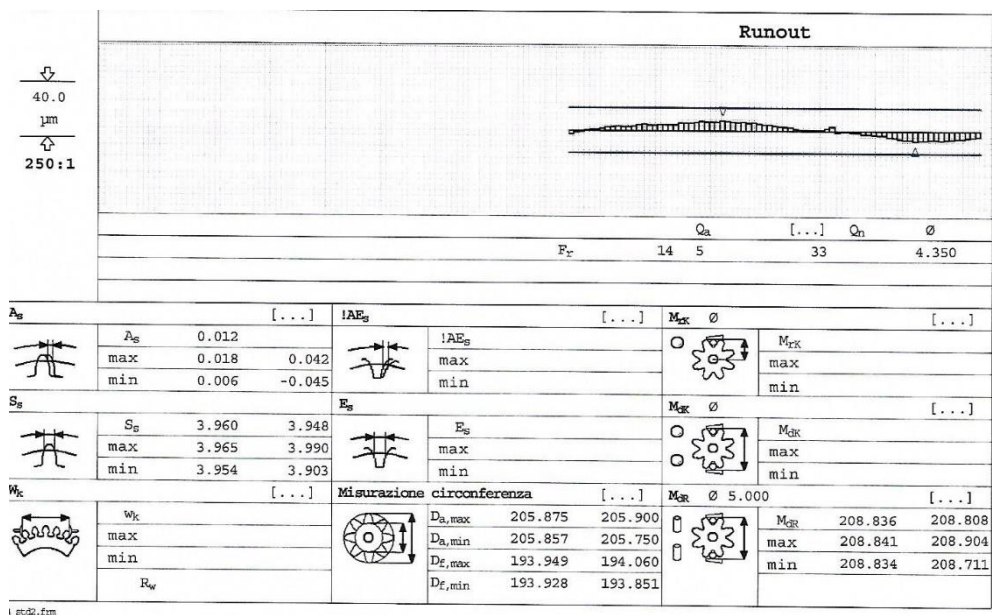 Runout
40.0
µm
250:1
Qa [...] Qn Ø
Fr 14 5 33 4.350
As [...] !AEs [...] MrK Ø [...]
As 0.012 !AEs MrK
max 0.018 0.042 max max
min 0.006 -0.045 min min
Ss Es MdK Ø [...]
Ss 3.960 3.948 Es MdK
max 3.965 3.990 max max
min 3.954 3.903 min min
Wk [...] Misurazione circonferenza [...] MdR Ø 5.000 [...]
Wk Da,max 205.875 205.900 MdR 208.836 208.808
max Da,min 205.857 205.750 max 208.841 208.904
min Df,max 193.949 194.060 min 208.834 208.711
Rw Df,min 193.928 193.851
std2.frm